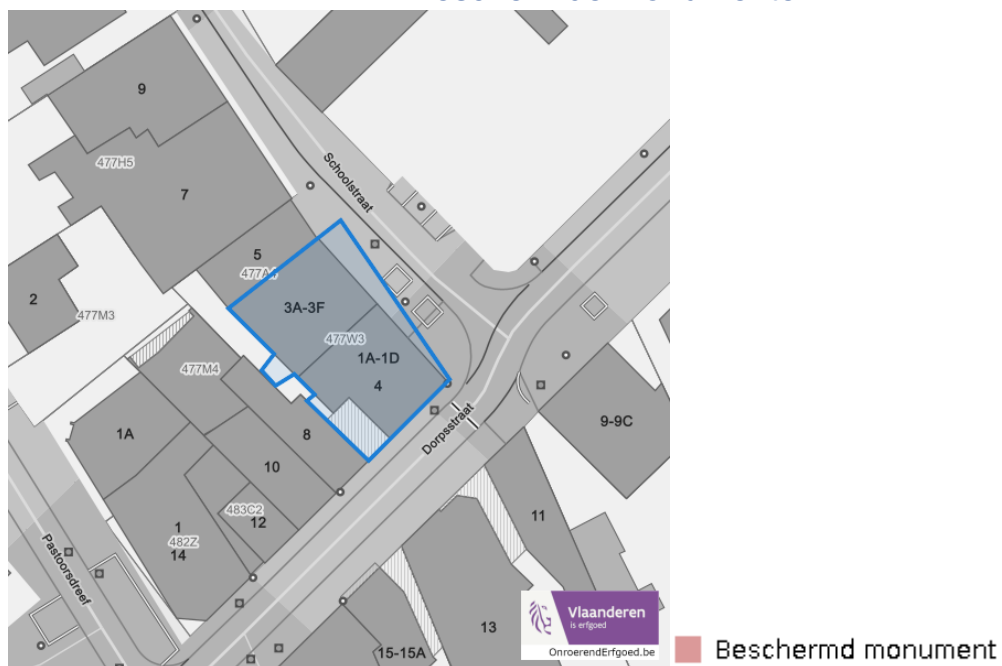 9
477H5
Schoolstraat
7
5
477A4
2
477M3
3A-3F
477W3
1A-1D
477M4
4
1A
8
Dorpsstraat
9-9C
10
483C2
12
11
1
482Z
14
Pastoorsdreef
13
15-15A
Vlaanderen
is erfgoed
OnroerendErfgoed.be
Beschermd monument